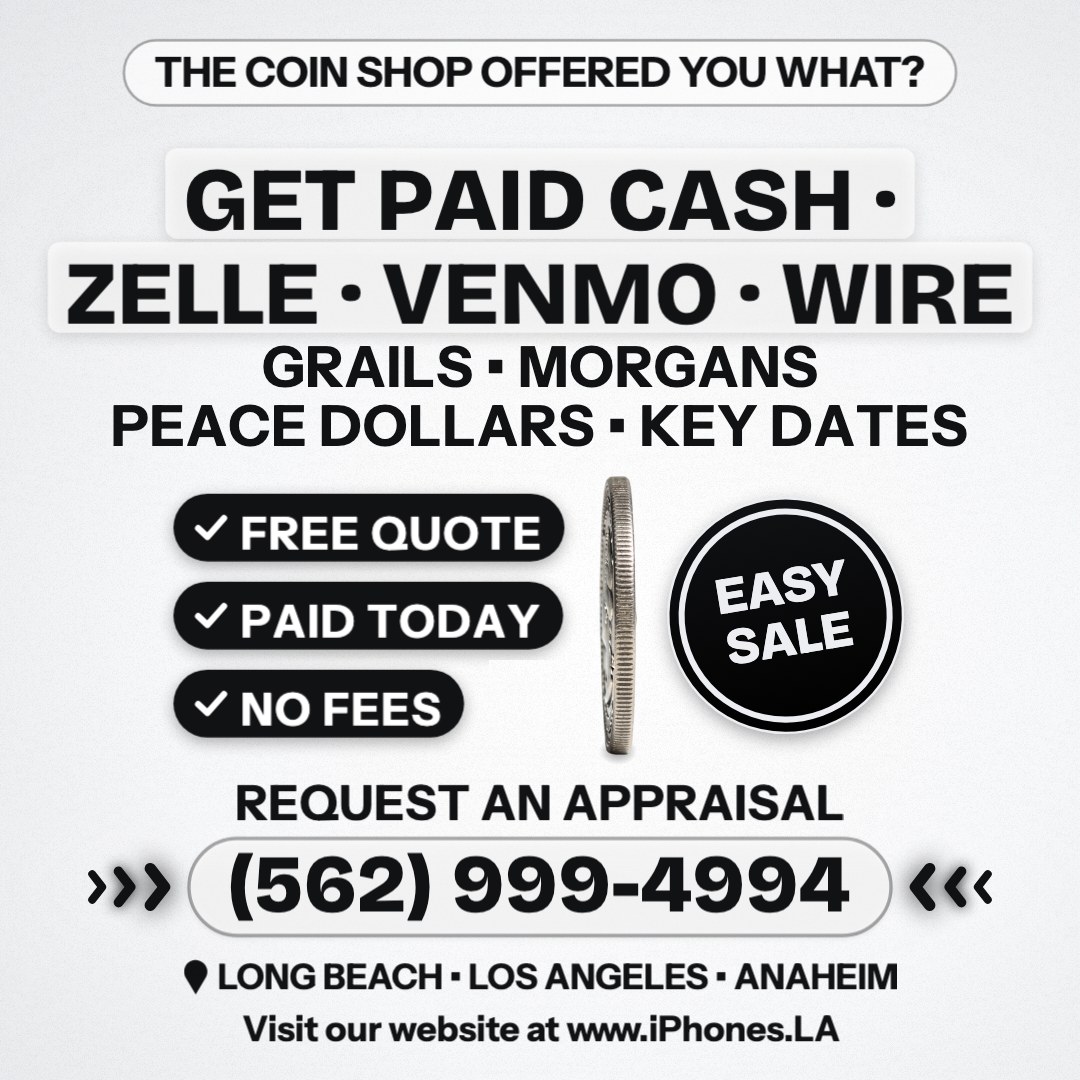 THE COIN SHOP OFFERED YOU WHAT?
GET PAID CASH •
ZELLE • VENMO • WIRE
GRAILS ▪ MORGANS
PEACE DOLLARS ▪ KEY DATES
✓ FREE QUOTE
✓ PAID TODAY
✓ NO FEES
EASY
SALE
REQUEST AN APPRAISAL
(562) 999-4994
LONG BEACH ▪ LOS ANGELES ▪ ANAHEIM
Visit our website at www.iPhones.LA